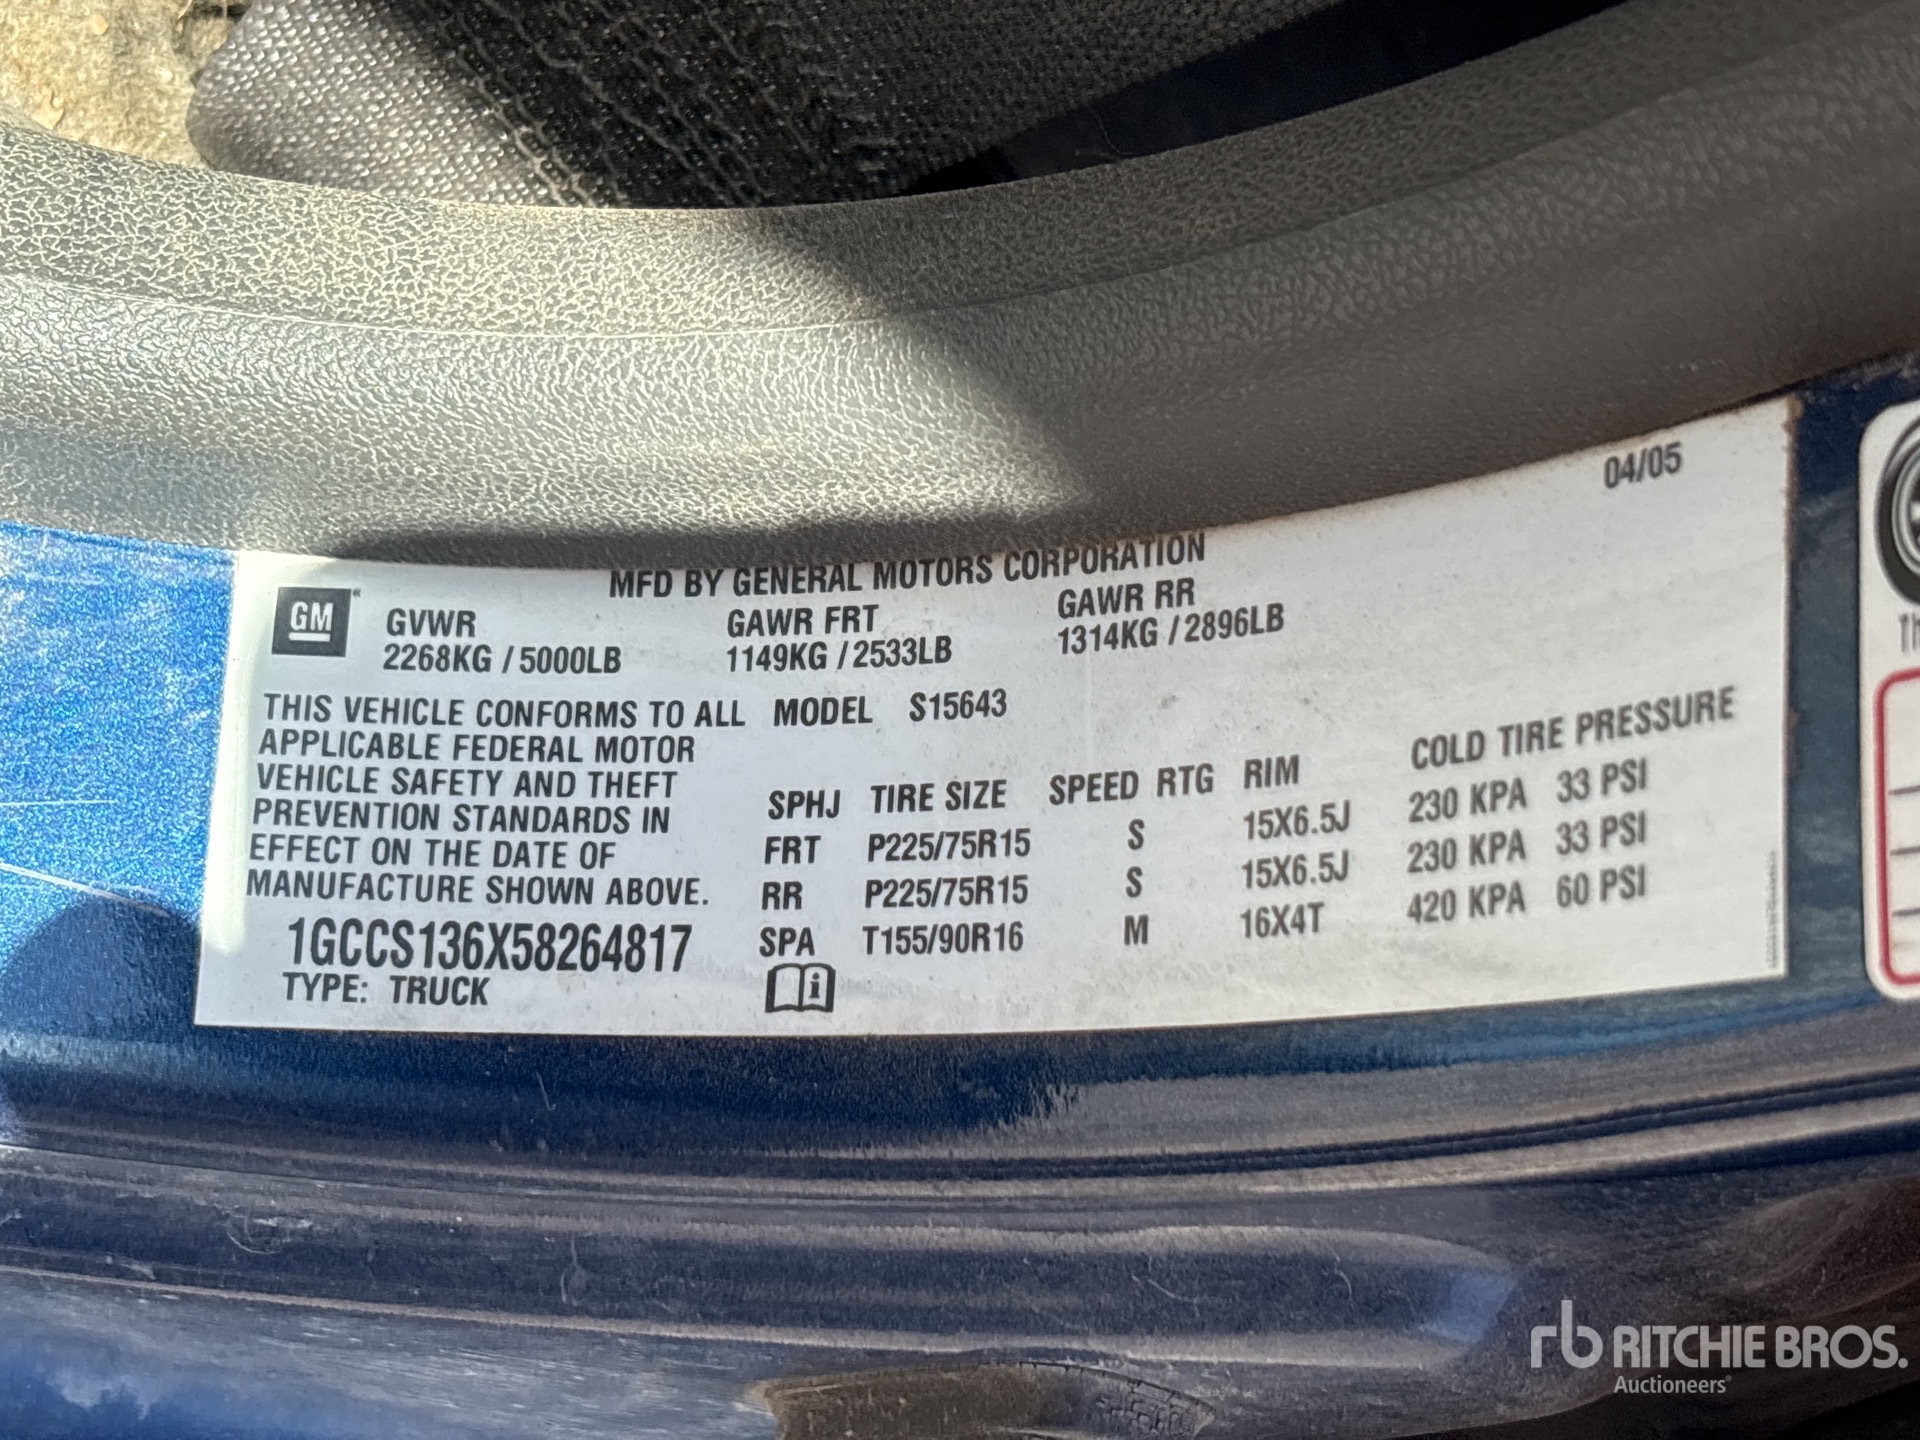 04/05
MFD BY GENERAL MOTORS CORPORATION
GM
GVWR GAWR FRT GAWR RR
2268KG / 5000LB 1149KG / 2533LB 1314KG / 2896LB
THIS VEHICLE CONFORMS TO ALL MODEL S15643
APPLICABLE FEDERAL MOTOR
VEHICLE SAFETY AND THEFT
PREVENTION STANDARDS IN
EFFECT ON THE DATE OF
MANUFACTURE SHOWN ABOVE.
SPHJ TIRE SIZE SPEED RTG RIM COLD TIRE PRESSURE
FRT P225/75R15 S 15X6.5J 230 KPA 33 PSI
RR P225/75R15 S 15X6.5J 230 KPA 33 PSI
SPA T155/90R16 M 16X4T 420 KPA 60 PSI
1GCCS136X58264817
TYPE: TRUCK
i
rb RITCHIE BROS.
Auctioneers